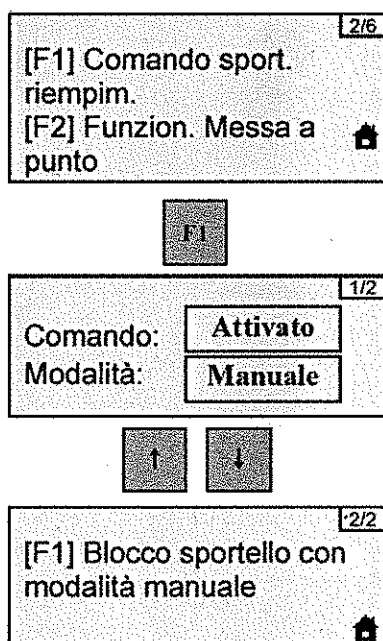 2/6
[F1] Comando sport.
riempim.
[F2] Funzion. Messa a
punto
F1
1/2
Comando: Attivato
Modalità: Manuale
↑ ↓
2/2
[F1] Blocco sportello con
modalità manuale